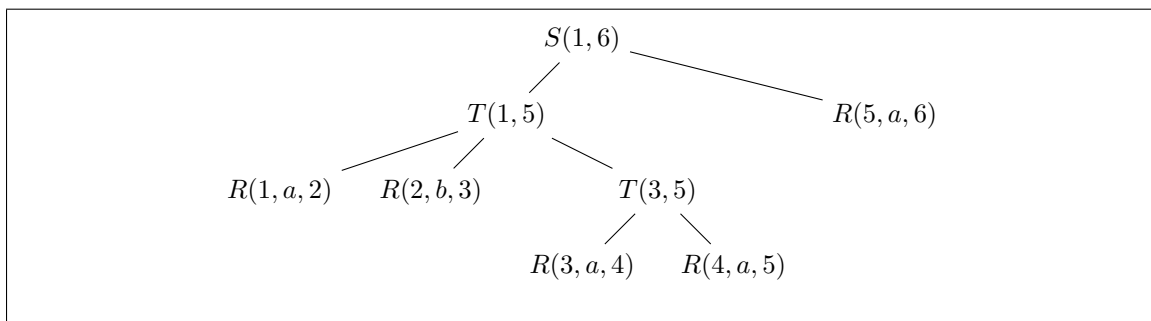 S(1, 6)
T(1, 5) R(5, a, 6)
R(1, a, 2) R(2, b, 3) T(3, 5)
R(3, a, 4) R(4, a, 5)